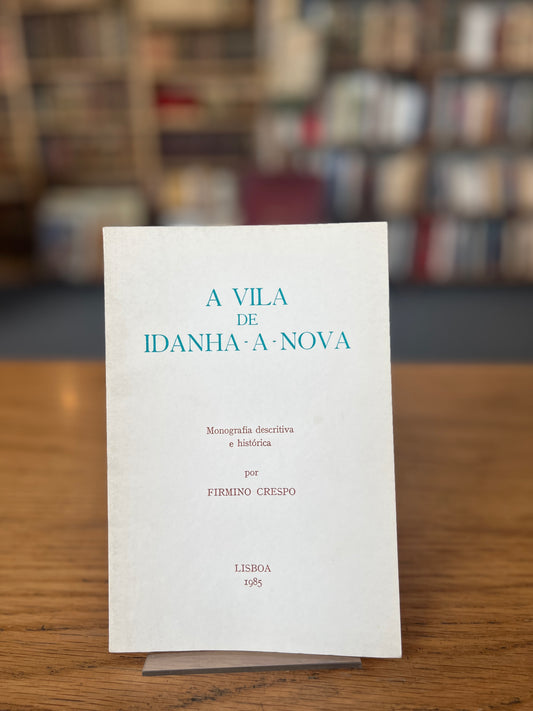 A VILA
DE
IDANHA-A-NOVA
Monografia descritiva
e histórica
por
FIRMINO CRESPO
LISBOA
1985